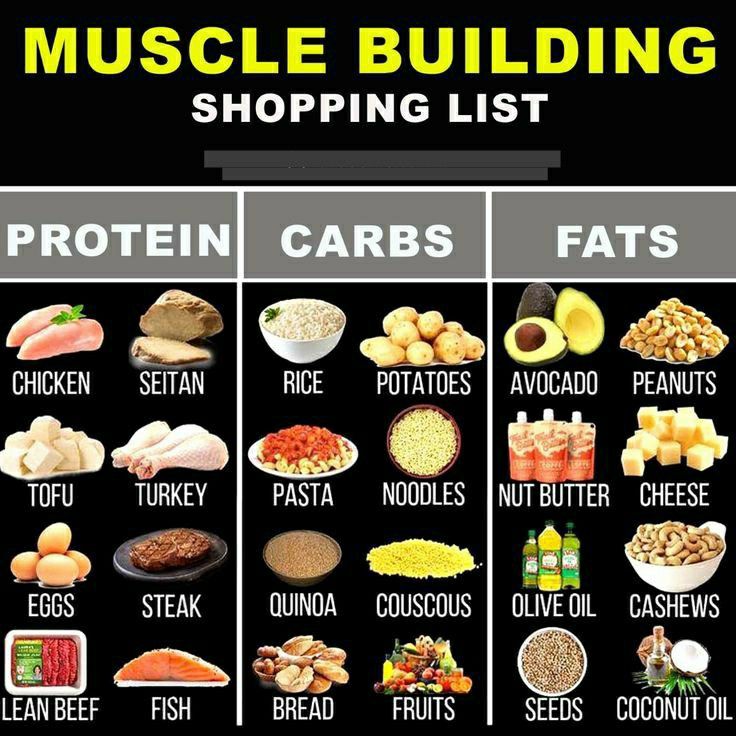 MUSCLE BUILDING
SHOPPING LIST
PROTEIN CARBS FATS
CHICKEN SEITAN RICE POTATOES AVOCADO PEANUTS
TOFU TURKEY PASTA NOODLES NUT BUTTER CHEESE
EGGS STEAK QUINOA COUSCOUS OLIVE OIL CASHEWS
LEAN BEEF FISH BREAD FRUITS SEEDS COCONUT OIL